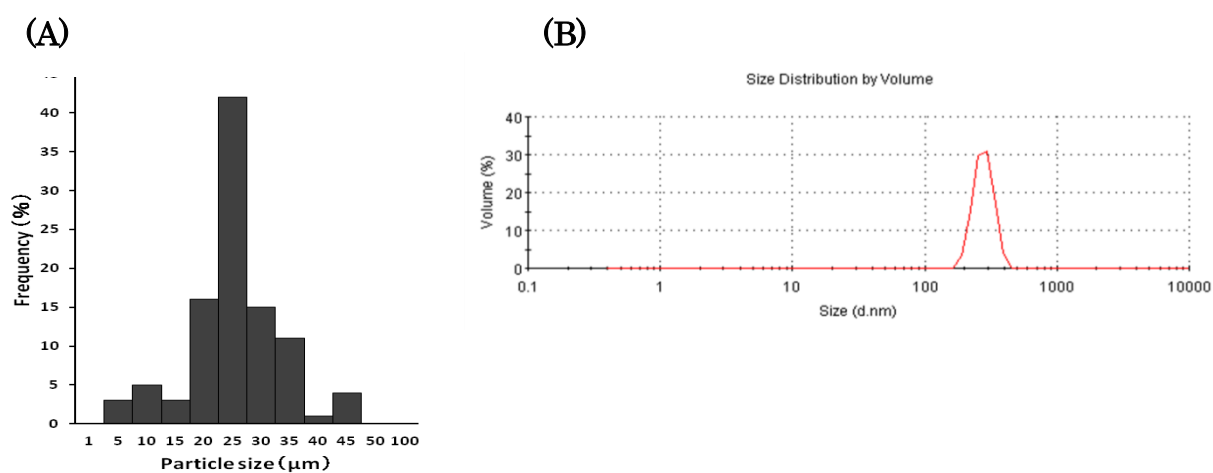 (A)
(B)
40
35
30
25
20
15
10
5
0
Frequency (%)
1 5 10 15 20 25 30 35 40 45 50 100
Particle size (μm)
Size Distribution by Volume
40
30
20
10
0
Volume (%)
0.1 1 10 100 1000 10000
Size (d.nm)